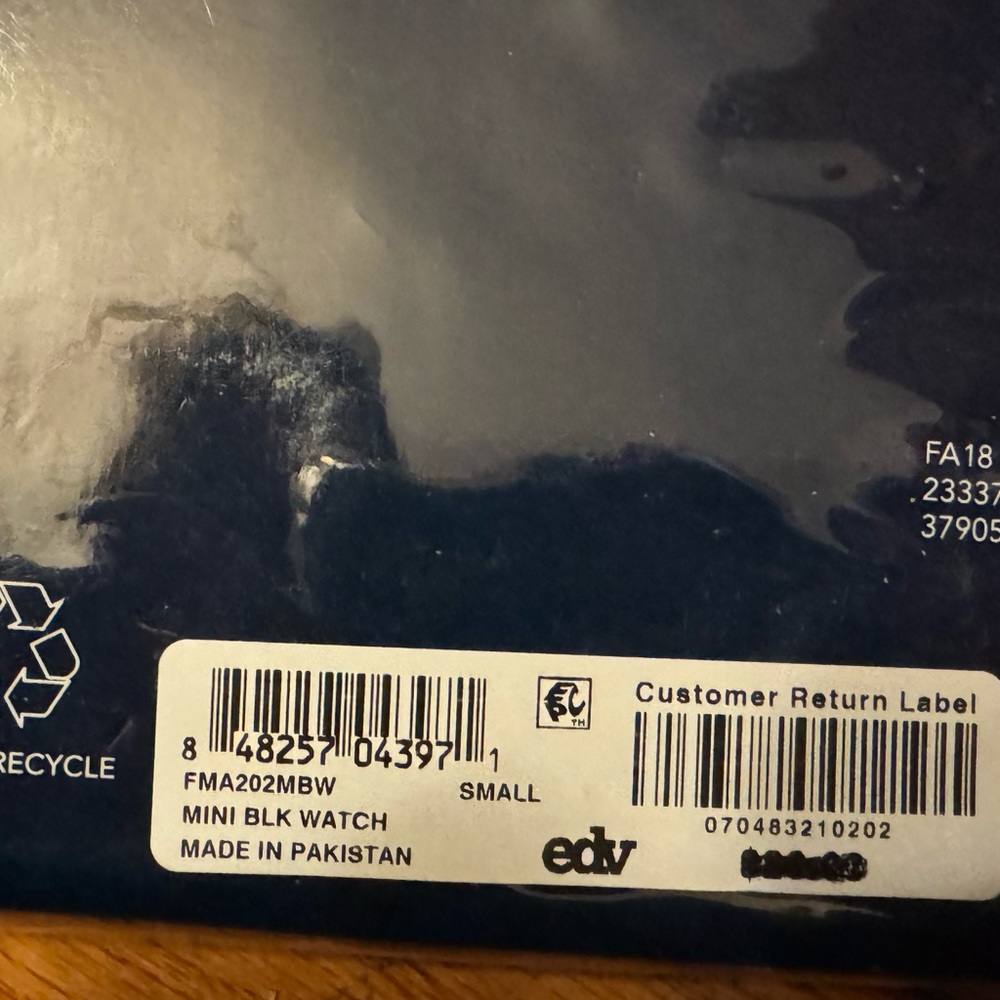 FA18
23337
37905
RECYCLE
8 48257 04397 1
FMA202MBW SMALL
MINI BLK WATCH
MADE IN PAKISTAN
edv
Customer Return Label
070483210202